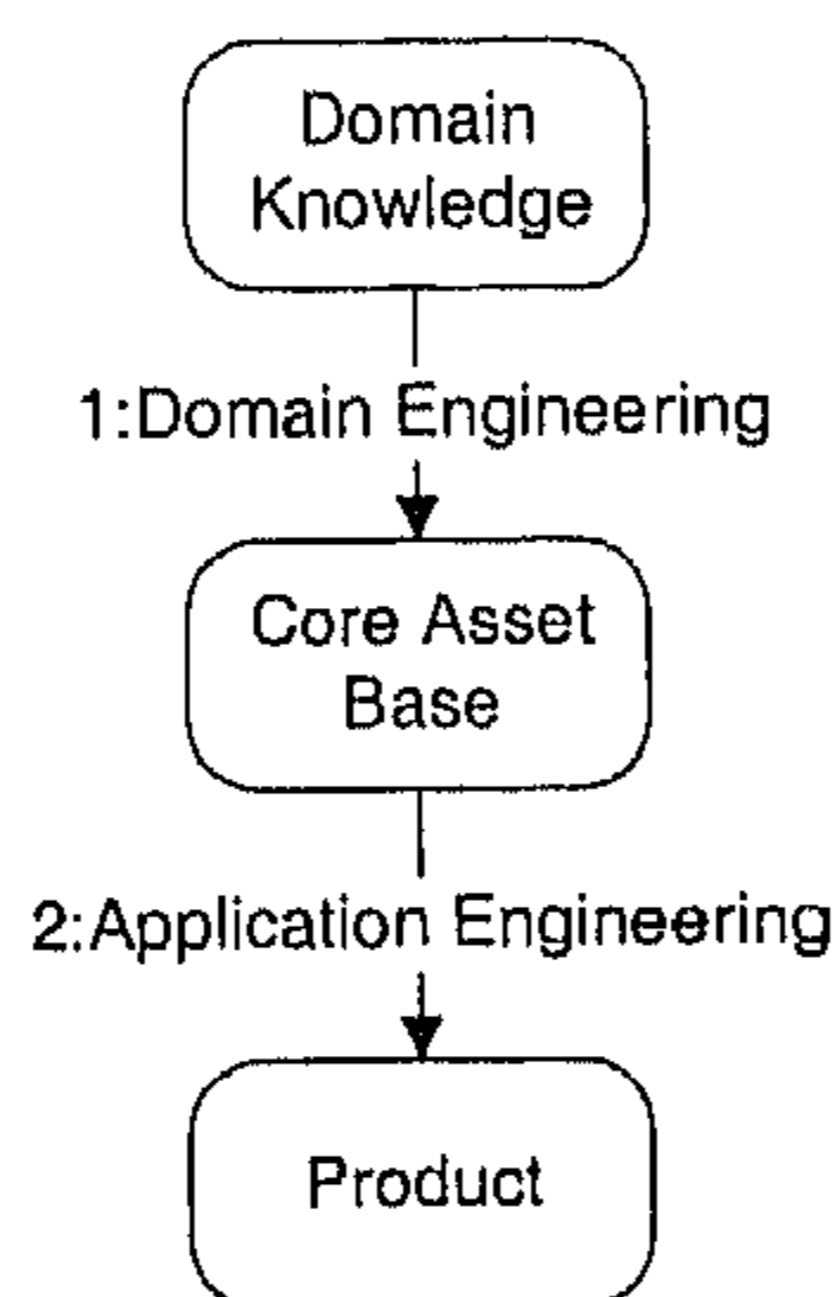 Domain
Knowledge
1:Domain Engineering
Core Asset
Base
2:Application Engineering
Product